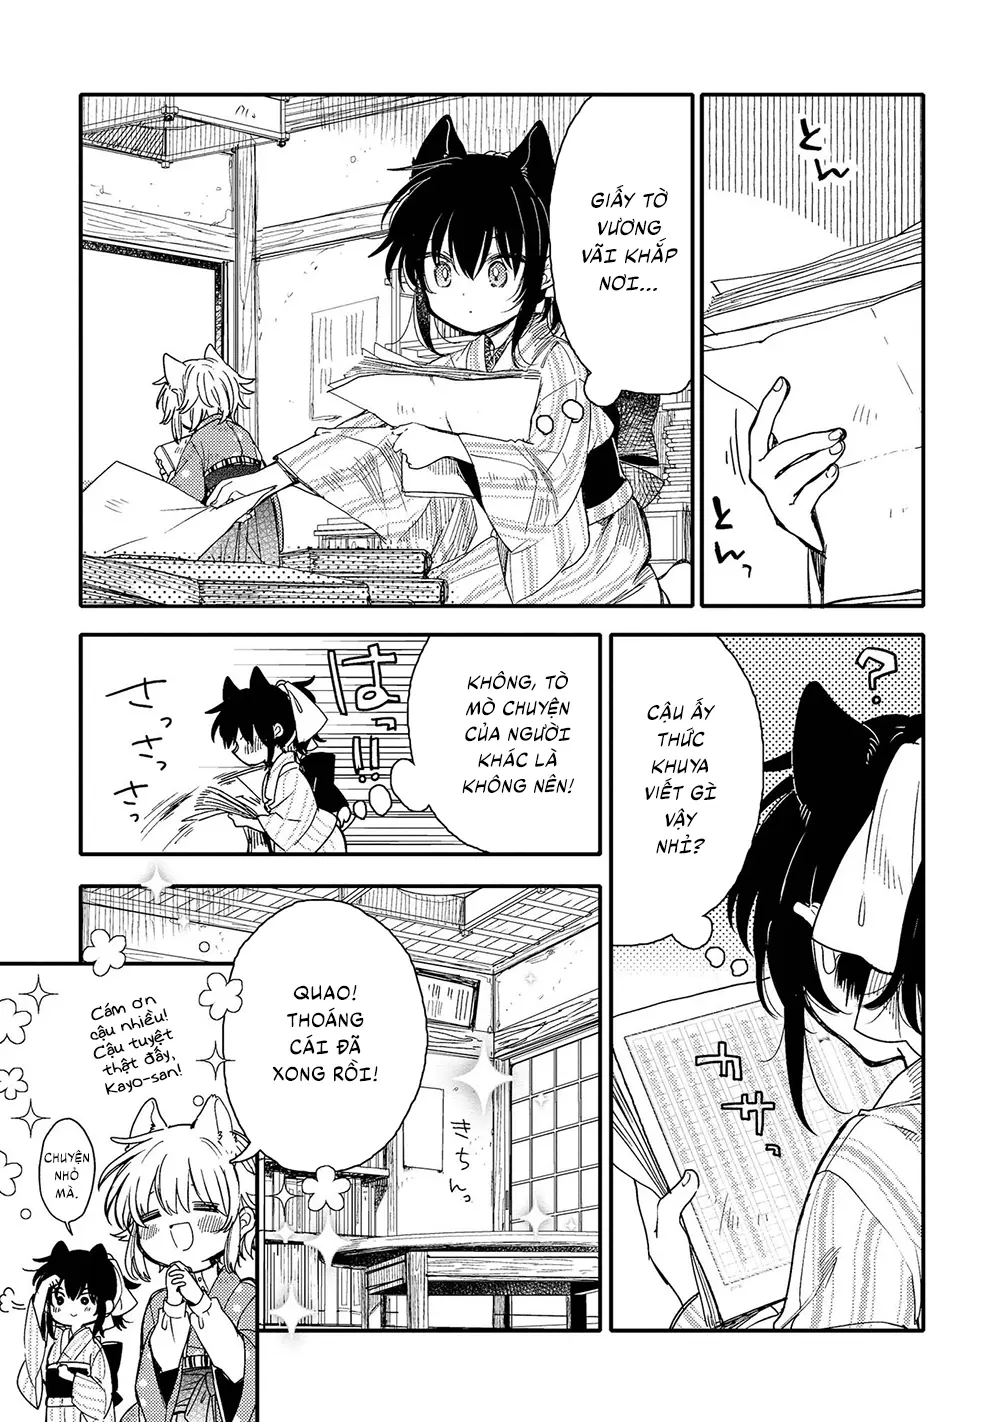 とん
とんっ
GIẤY TỜ
VƯƠNG
VÃI KHẮP
NƠI...
?
CẬU ẤY
THỨC
KHUYA
VIẾT GÌ
VẬY
NHỈ?
カサ
カサッ
KHÔNG, TÒ
MÒ CHUYỆN
CỦA NGƯỜI
KHÁC LÀ
KHÔNG NÊN!
はっ!!
さっ
さっ
さっ
QUAO!
THOÁNG
CÁI ĐÃ
XONG RỒI!
きちんっ
Cám ơn
cậu nhiều!
Cậu tuyệt
thật đấy,
Kayo-san!
CHUYỆN
NHỎ
MÀ.